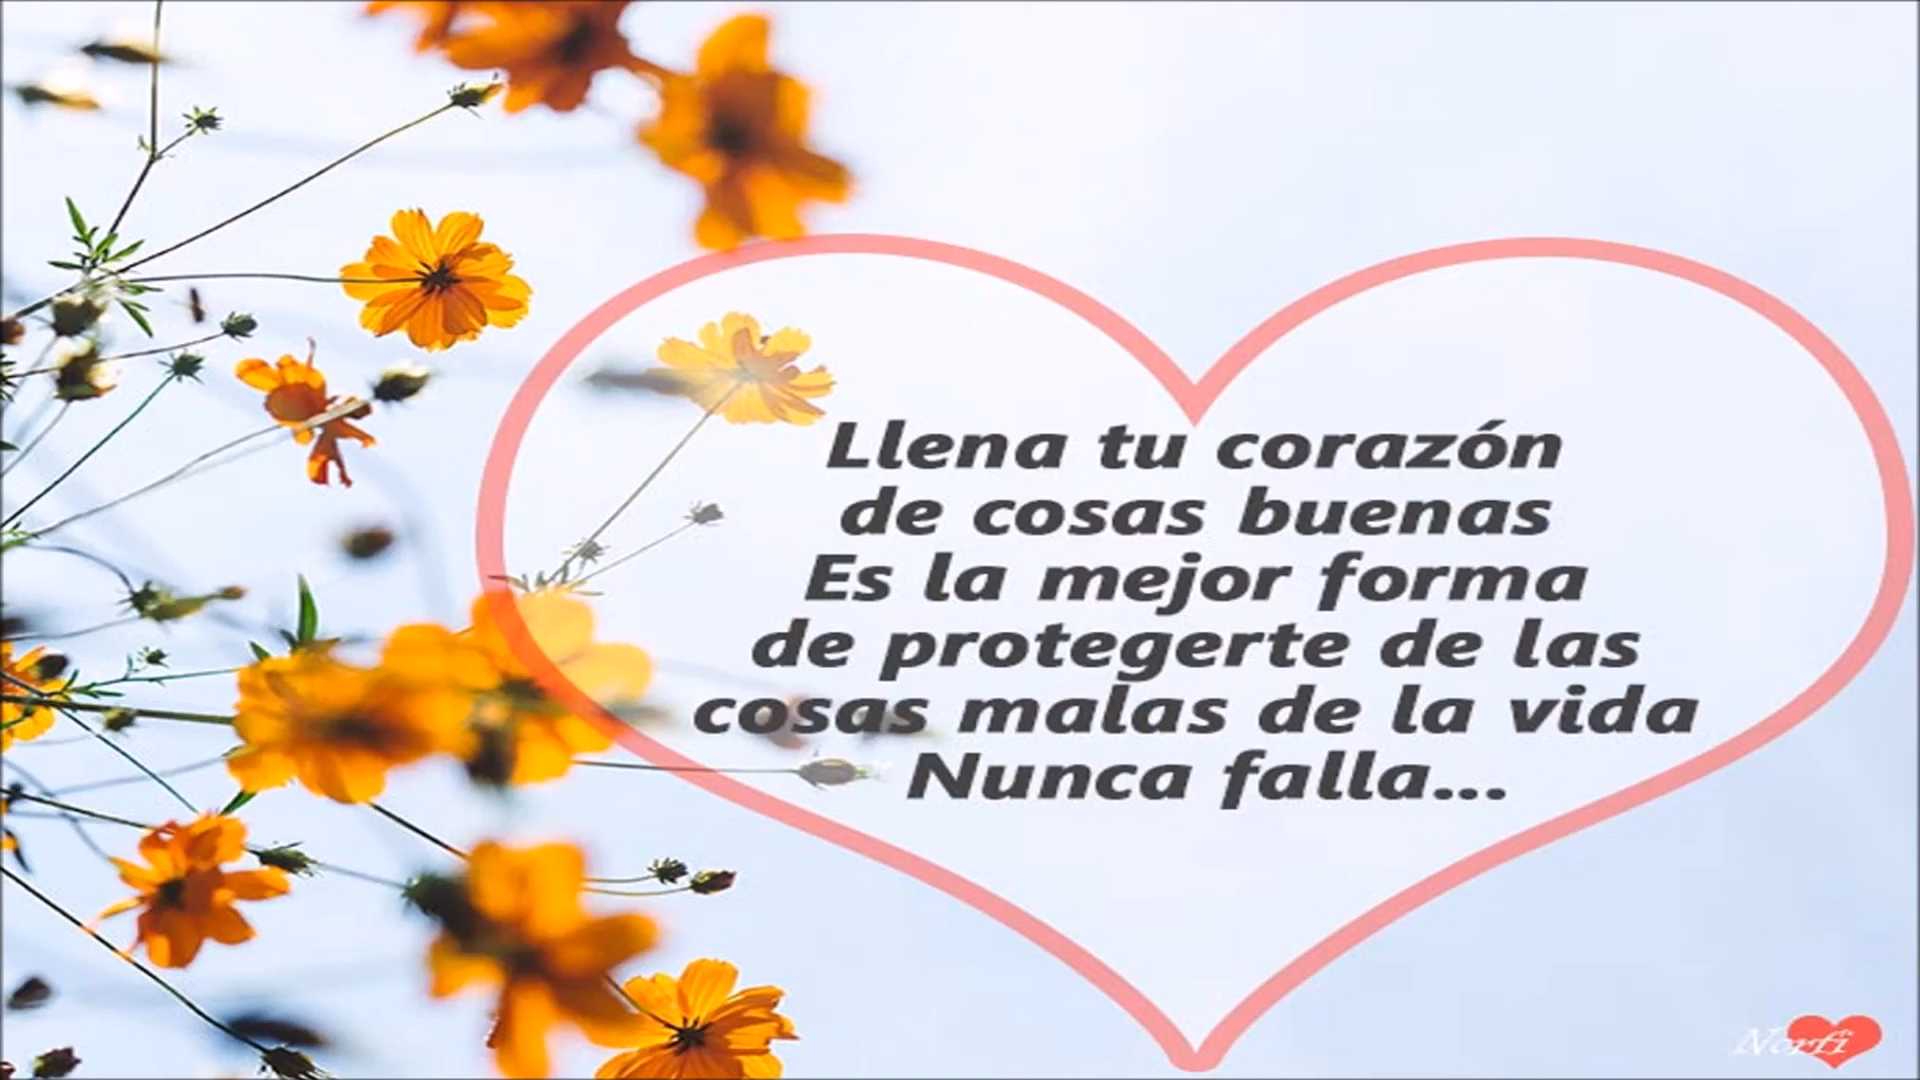 Llena tu corazón
de cosas buenas
Es la mejor forma
de protegerte de las
cosas malas de la vida
Nunca falla...
Norfi